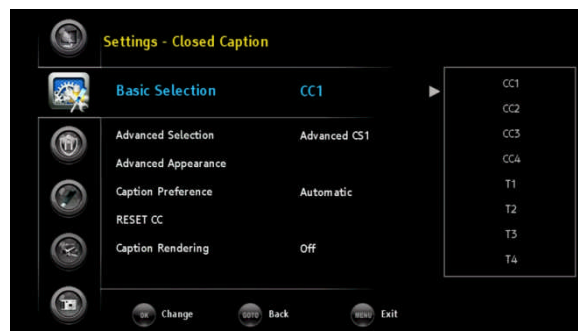 Settings - Closed Caption
Basic Selection CC1
Advanced Selection Advanced CS1
Advanced Appearance
Caption Preference Automatic
RESET CC
Caption Rendering Off
CC1
CC2
CC3
CC4
T1
T2
T3
T4
OK Change GOTO Back MENU Exit